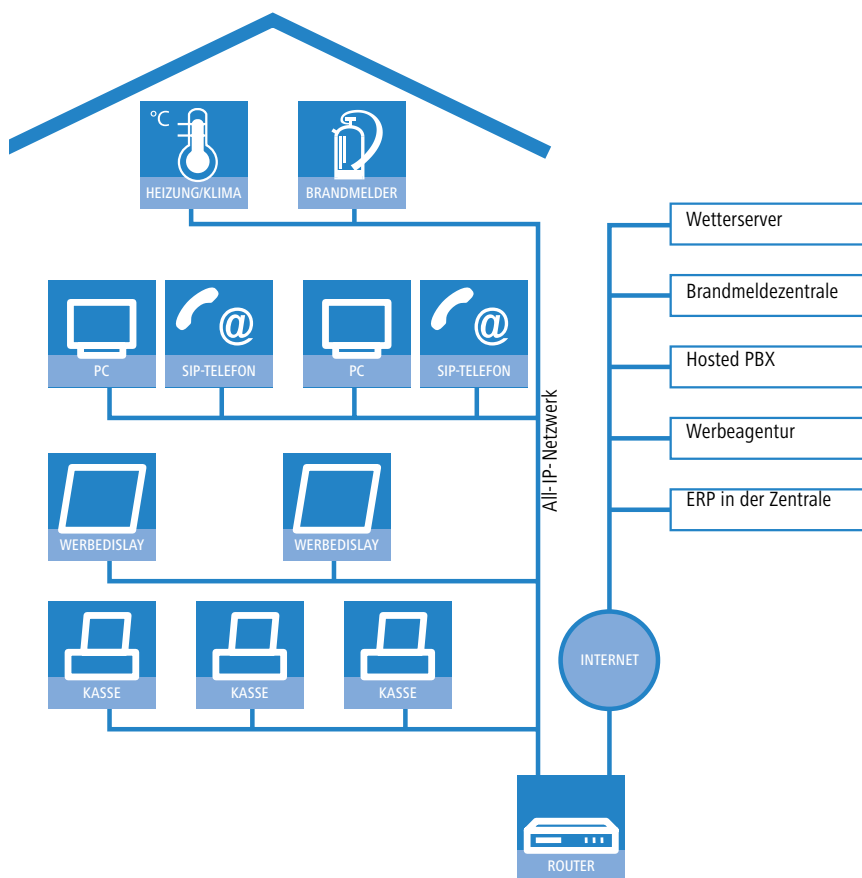 °C
HEIZUNG/KLIMA
BRANDMELDER
PC
SIP-TELEFON
PC
SIP-TELEFON
@
@
WERBEDISLAY
WERBEDISLAY
KASSE
KASSE
KASSE
All-IP-Netzwerk
Wetterserver
Brandmeldezentrale
Hosted PBX
Werbeagentur
ERP in der Zentrale
INTERNET
ROUTER